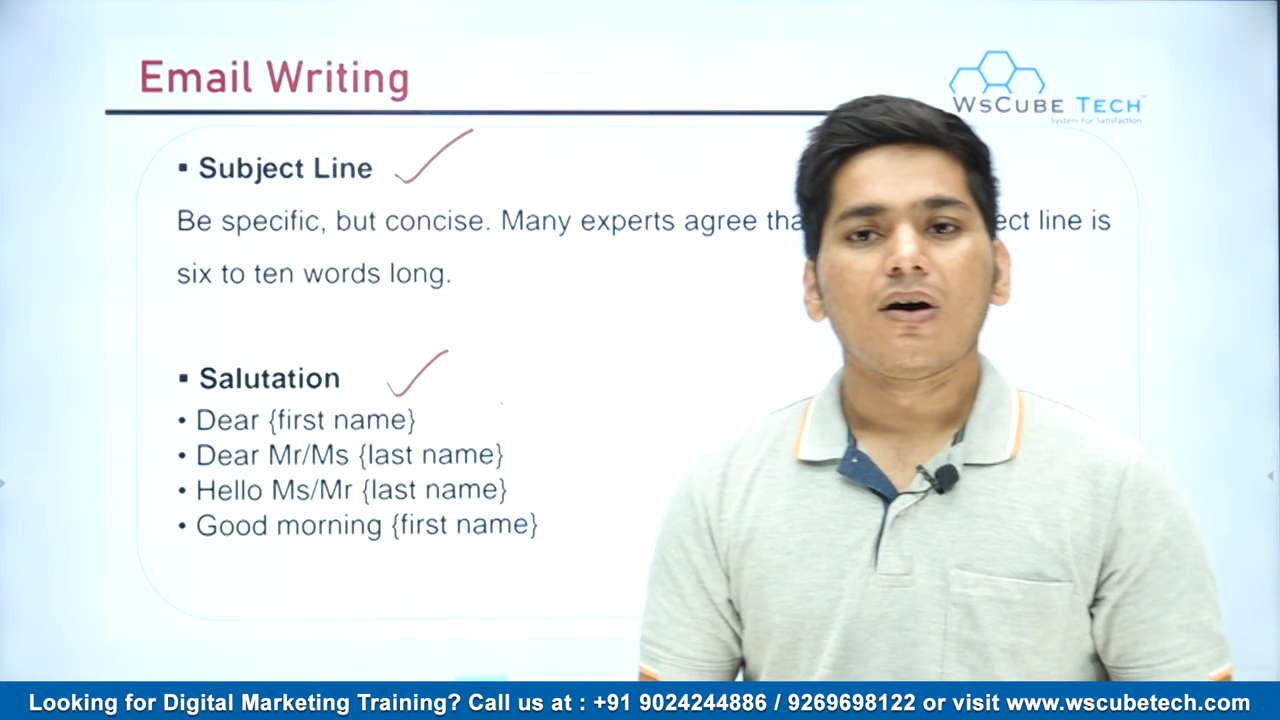 Email Writing
WsCube Tech
System For Satisfaction
▪ Subject Line
Be specific, but concise. Many experts agree line is
six to ten words long.
▪ Salutation
• Dear {first name}
• Dear Mr/Ms {last name}
• Hello Ms/Mr {last name}
• Good morning {first name}
Looking for Digital Marketing Training? Call us at : +91 9024244886 / 9269698122 or visit www.wscubetech.com